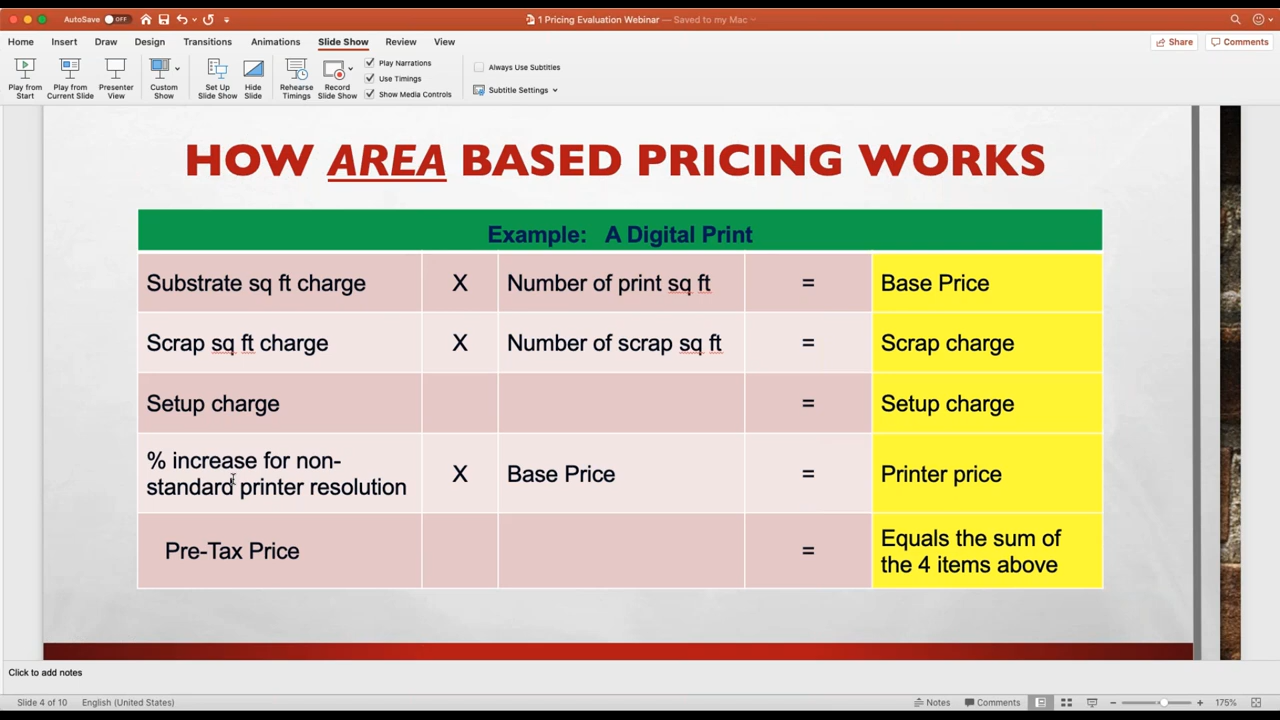 AutoSave OFF
1 Pricing Evaluation Webinar — Saved to my Mac
Home Insert Draw Design Transitions Animations Slide Show Review View
Share Comments
Play from Start
Play from Current Slide
Presenter View
Custom Show
Set Up Slide Show
Hide Slide
Rehearse Timings
Record Slide Show
Play Narrations
Use Timings
Show Media Controls
Always Use Subtitles
Subtitle Settings
HOW AREA BASED PRICING WORKS
Example: A Digital Print
Substrate sq ft charge X Number of print sq ft = Base Price
Scrap sq ft charge X Number of scrap sq ft = Scrap charge
Setup charge = Setup charge
% increase for non-
standard printer resolution X Base Price = Printer price
Pre-Tax Price = Equals the sum of
the 4 items above
Click to add notes
Slide 4 of 10 English (United States) Notes Comments 175%